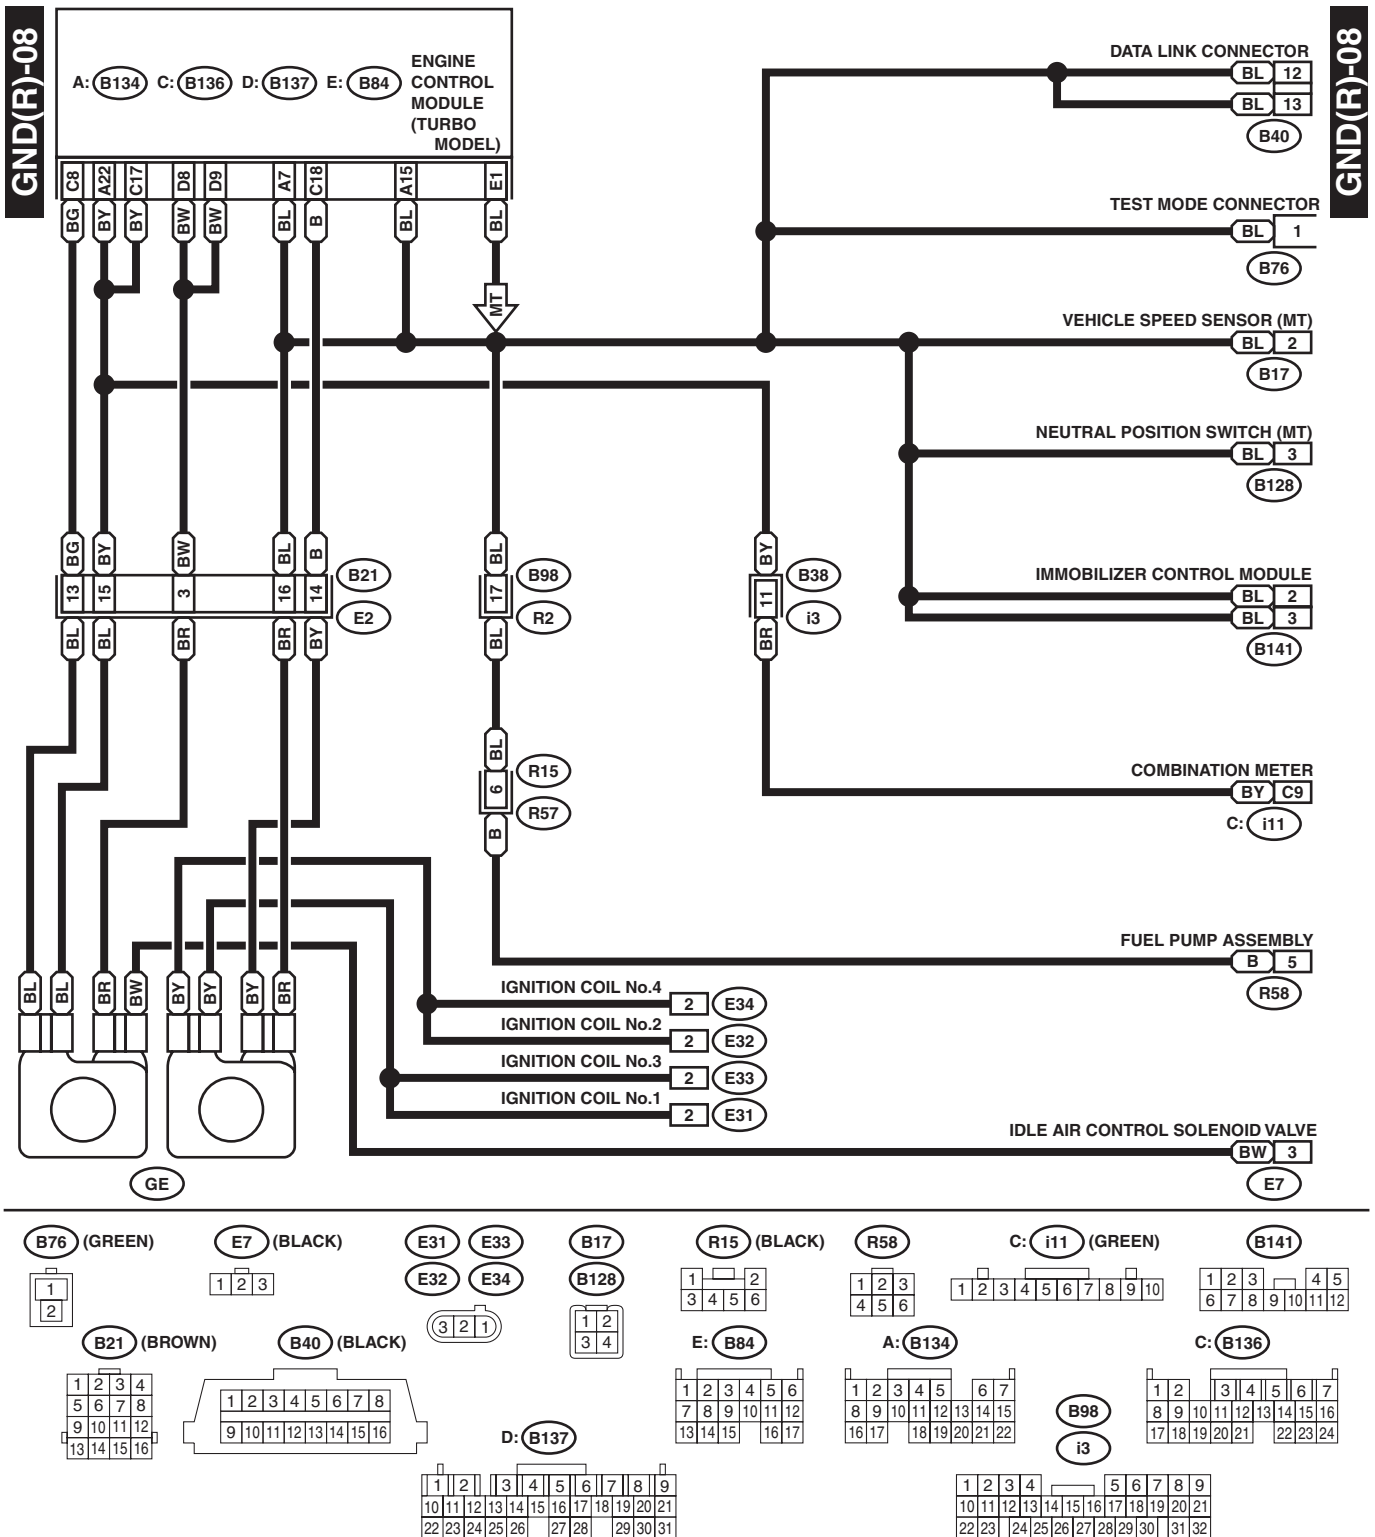 GND(R)-08
GND(R)-08
A: B134 C: B136 D: B137 E: B84
ENGINE
CONTROL
MODULE
(TURBO
MODEL)
C8 A22 C17 D8 D9 A7 C18 A15 E1
BG BY BY BW BW BL B BL BL
MT
DATA LINK CONNECTOR
BL 12
BL 13
B40
TEST MODE CONNECTOR
BL 1
B76
VEHICLE SPEED SENSOR (MT)
BL 2
B17
NEUTRAL POSITION SWITCH (MT)
BL 3
B128
BG BY BW BL B BL BY
13 15 3 16 14 B21 17 B98 11 B38
E2 R2 i3
BL BL BR BR BY BL BR
IMMOBILIZER CONTROL MODULE
BL 2
BL 3
B141
BL
6 R15
R57
B
COMBINATION METER
BY C9
C: i11
FUEL PUMP ASSEMBLY
B 5
R58
BL BL BR BW BY BY BY BR
IGNITION COIL No.4
2 E34
IGNITION COIL No.2
2 E32
IGNITION COIL No.3
2 E33
IGNITION COIL No.1
2 E31
IDLE AIR CONTROL SOLENOID VALVE
BW 3
E7
GE
B76 (GREEN)
1
2
E7 (BLACK)
1 2 3
E31 E33
E32 E34
3 2 1
B17
B128
1 2
3 4
R15 (BLACK)
1 2
3 4 5 6
R58
1 2 3
4 5 6
C: i11 (GREEN)
1 2 3 4 5 6 7 8 9 10
B141
1 2 3 4 5
6 7 8 9 10 11 12
B21 (BROWN)
1 2 3 4
5 6 7 8
9 10 11 12
13 14 15 16
B40 (BLACK)
1 2 3 4 5 6 7 8
9 10 11 12 13 14 15 16
D: B137
1 2 3 4 5 6 7 8 9
10 11 12 13 14 15 16 17 18 19 20 21
22 23 24 25 26 27 28 29 30 31
E: B84
1 2 3 4 5 6
7 8 9 10 11 12
13 14 15 16 17
A: B134
1 2 3 4 5 6 7
8 9 10 11 12 13 14 15
16 17 18 19 20 21 22
B98
i3
1 2 3 4 5 6 7 8 9
10 11 12 13 14 15 16 17 18 19 20 21
22 23 24 25 26 27 28 29 30 31 32
C: B136
1 2 3 4 5 6 7
8 9 10 11 12 13 14 15 16
17 18 19 20 21 22 23 24